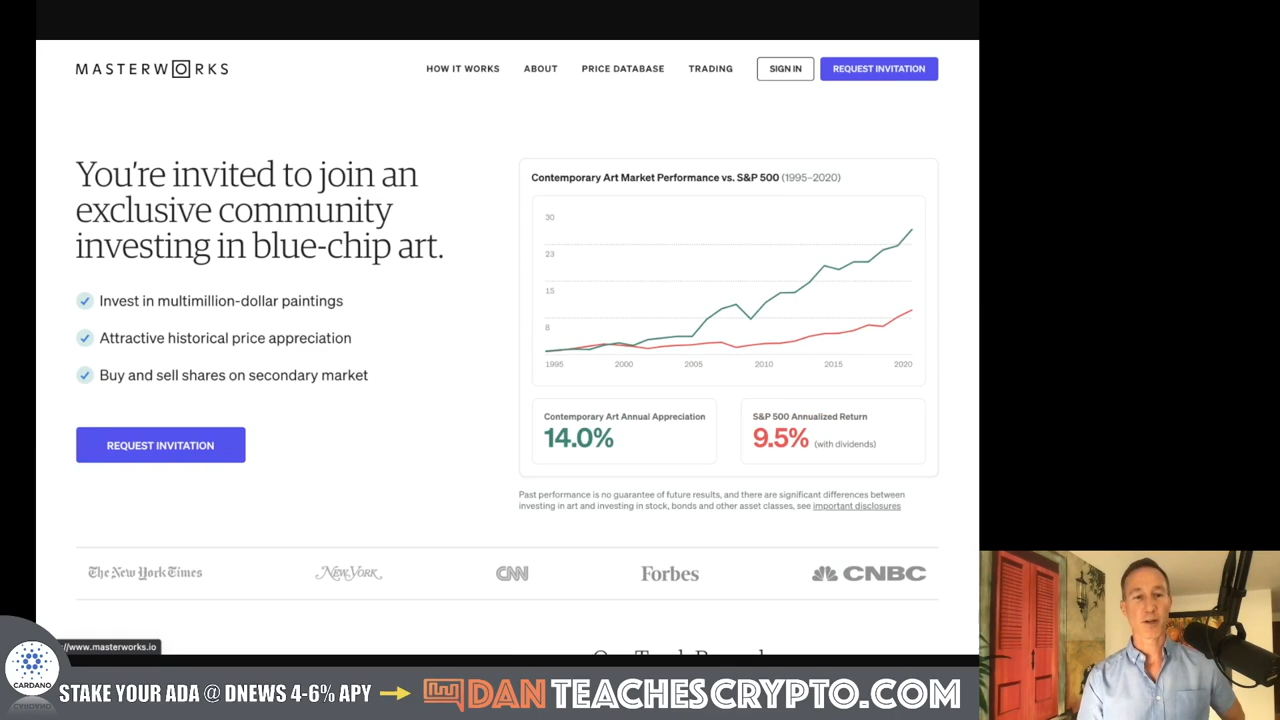 MASTERWORKS
HOW IT WORKS
ABOUT
PRICE DATABASE
TRADING
SIGN IN
REQUEST INVITATION
You're invited to join an
exclusive community
investing in blue-chip art.
Invest in multimillion-dollar paintings
Attractive historical price appreciation
Buy and sell shares on secondary market
REQUEST INVITATION
Contemporary Art Market Performance vs. S&P 500 (1995–2020)
30
23
15
8
1995 2000 2005 2010 2015 2020
Contemporary Art Annual Appreciation
14.0%
S&P 500 Annualized Return
9.5% (with dividends)
Past performance is no guarantee of future results, and there are significant differences between
investing in art and investing in stock, bonds and other asset classes, see important disclosures
The New York Times
NEW YORK
CNN
Forbes
CNBC
//www.masterworks.io
CARDANO
STAKE YOUR ADA @ DNEWS 4-6% APY
DANTEACHESCRYPTO.COM